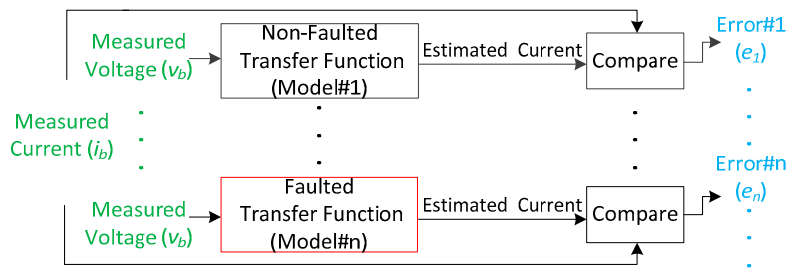 Measured
Voltage (vb)
Non-Faulted
Transfer Function
(Model#1)
Estimated Current
Compare
Error#1
(e1)
Measured
Current (ib)
Measured
Voltage (vb)
Faulted
Transfer Function
(Model#n)
Estimated Current
Compare
Error#n
(en)